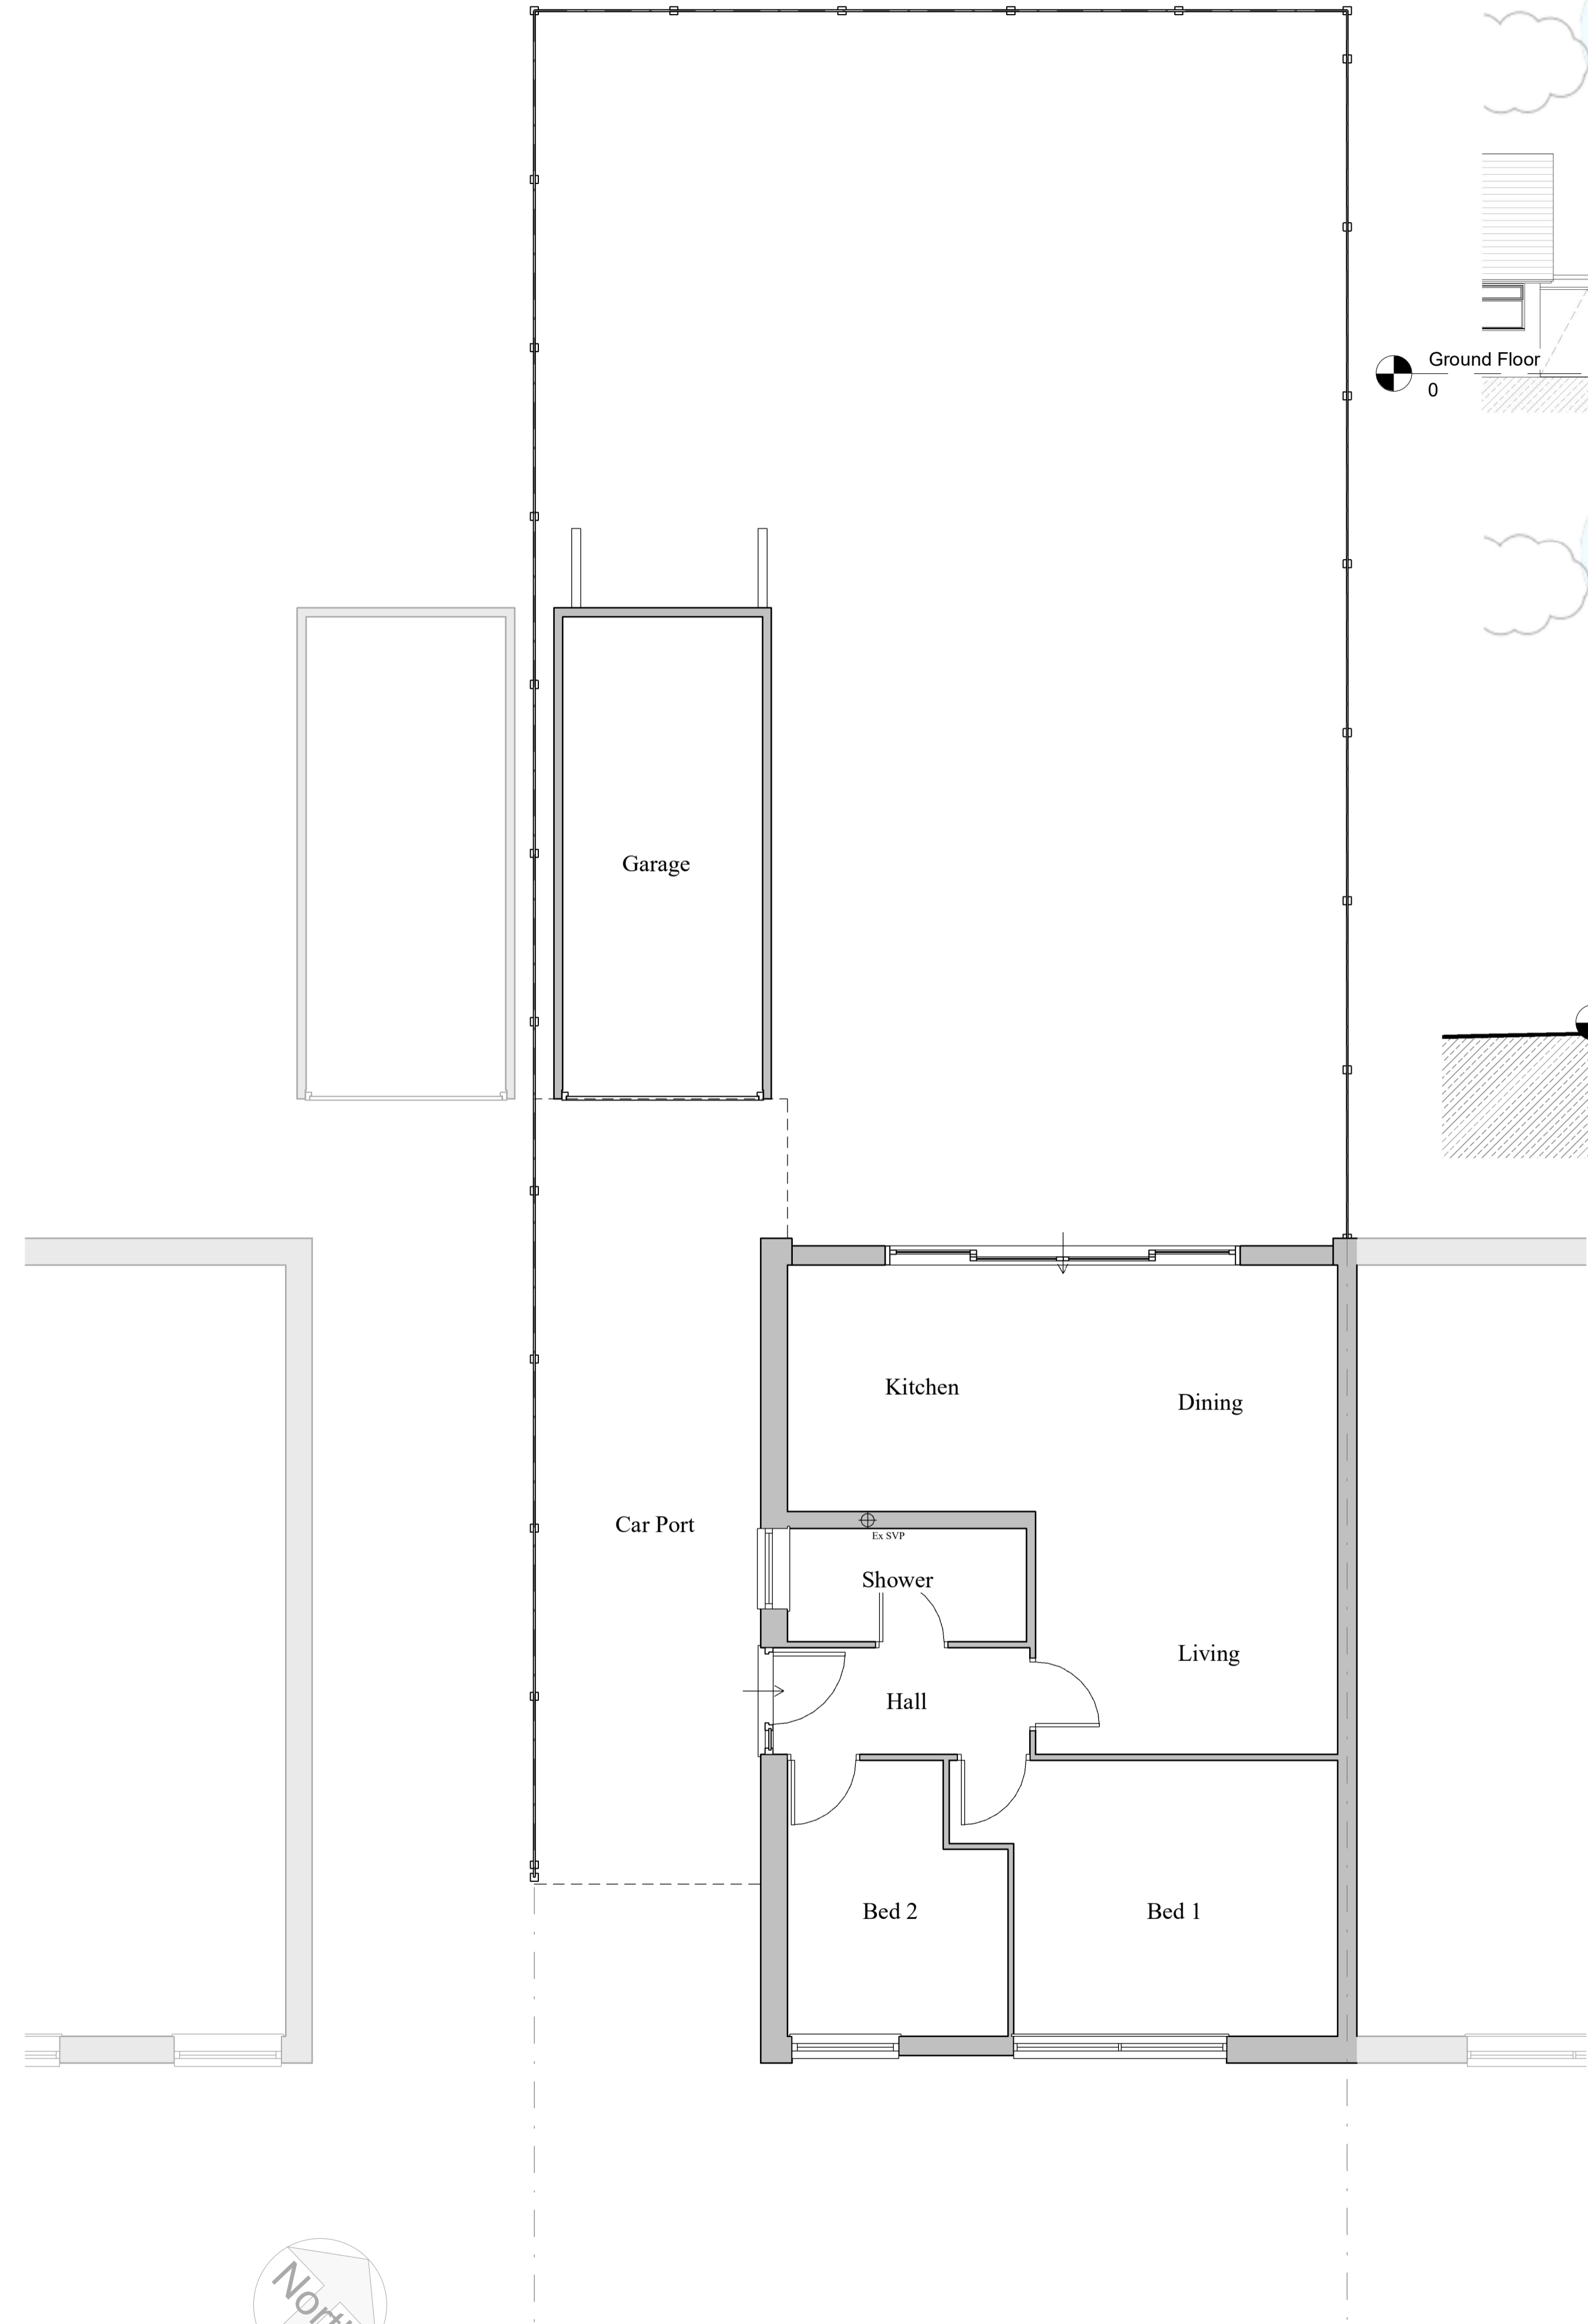 Ground Floor
0
Garage
Kitchen
Dining
Car Port
Ex SVP
Shower
Living
Hall
Bed 2
Bed 1